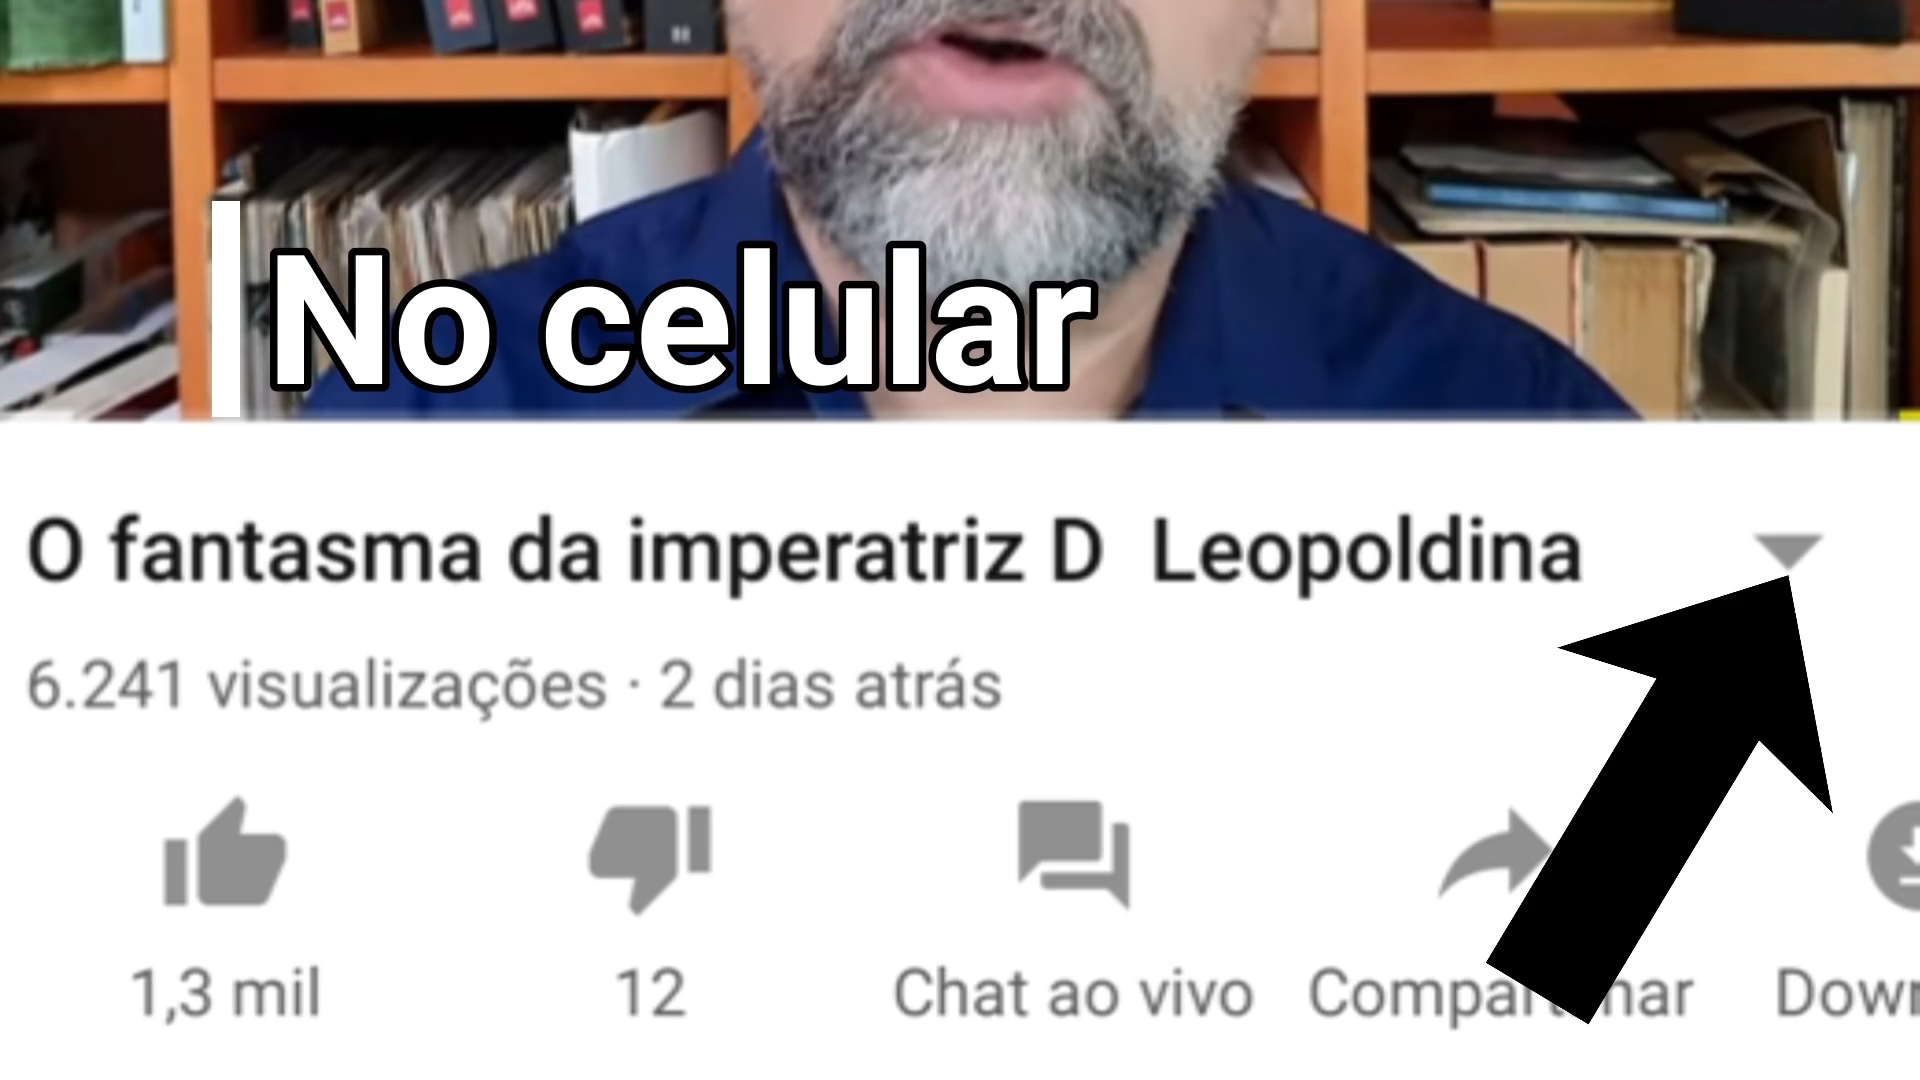 No celular
O fantasma da imperatriz D Leopoldina
6.241 visualizações · 2 dias atrás
1,3 mil 12 Chat ao vivo